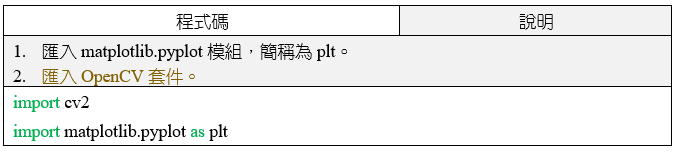 程式碼 說明
1. 匯入 matplotlib.pyplot 模組，簡稱為 plt。
2. 匯入 OpenCV 套件。
import cv2
import matplotlib.pyplot as plt